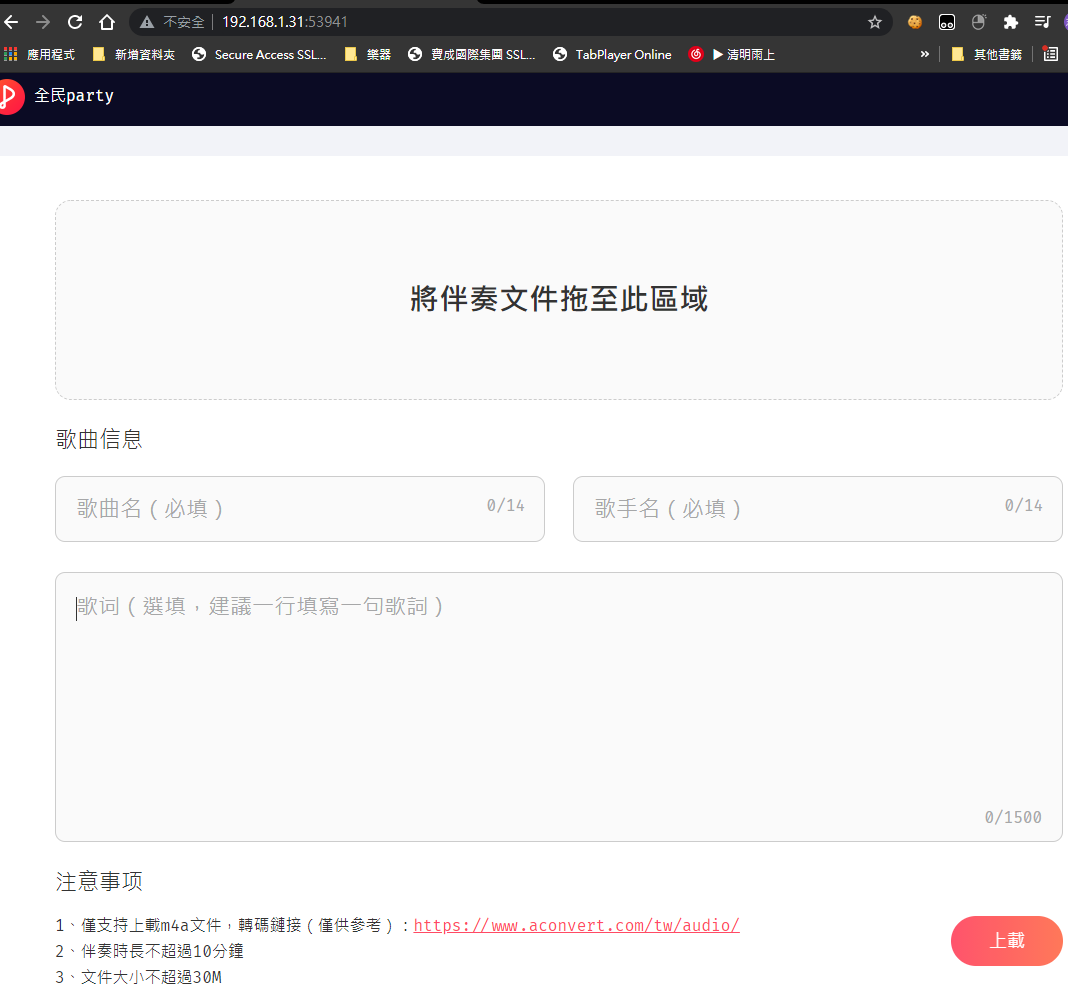 不安全 192.168.1.31:53941
應用程式 新增資料夾 Secure Access SSL... 樂器 寶成國際集團 SSL... TabPlayer Online ▶ 清明雨上 » 其他書籤
全民party
將伴奏文件拖至此區域
歌曲信息
歌曲名（必填） 0/14 歌手名（必填） 0/14
歌词（選填，建議一行填寫一句歌詞）
0/1500
注意事项
1、僅支持上載m4a文件，轉碼鏈接（僅供參考）：https://www.aconvert.com/tw/audio/
上載
2、伴奏時長不超過10分鐘
3、文件大小不超過30M